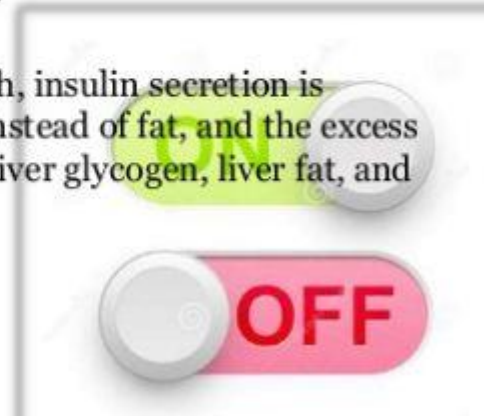 h, insulin secretion is
nstead of fat, and the excess
iver glycogen, liver fat, and
ON
OFF